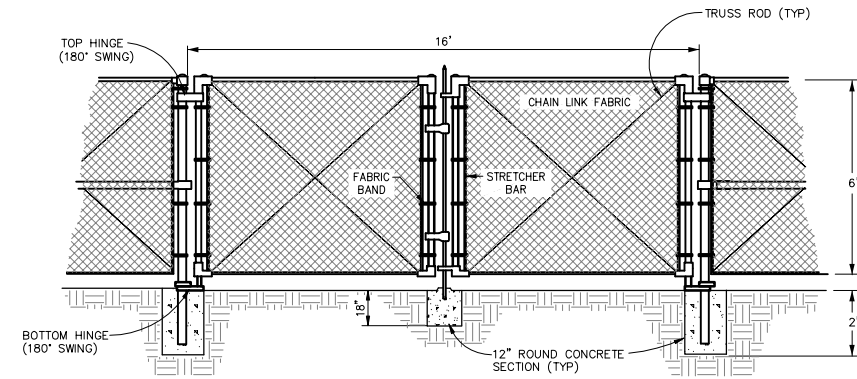 TRUSS ROD (TYP)
TOP HINGE
(180° SWING)
16'
CHAIN LINK FABRIC
FABRIC
BAND
STRETCHER
BAR
6'
18"
2'
BOTTOM HINGE
(180° SWING)
12" ROUND CONCRETE
SECTION (TYP)